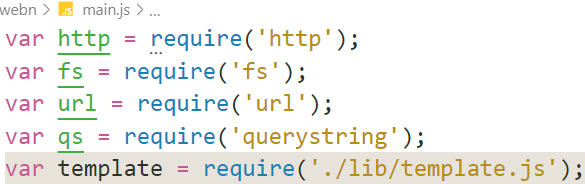 webn > JS main.js > ...
var http = require('http');
var fs = require('fs');
var url = require('url');
var qs = require('querystring');
var template = require('./lib/template.js');